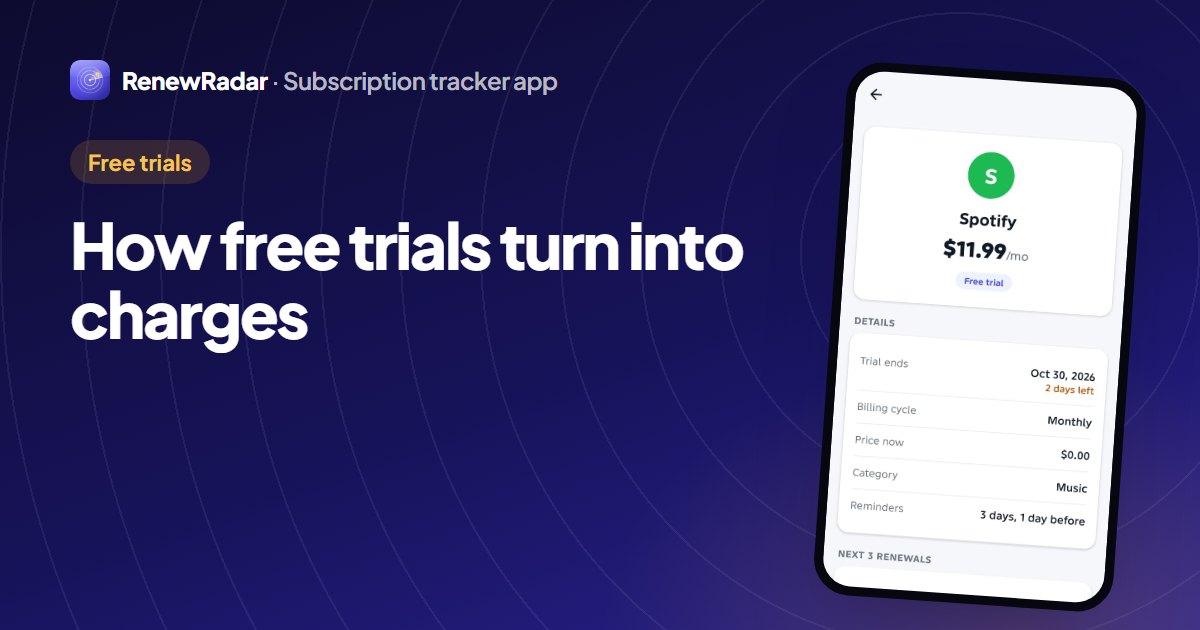 RenewRadar · Subscription tracker app
Free trials
How free trials turn into
charges
S
Spotify
$11.99/mo
Free trial
DETAILS
Trial ends
Oct 30, 2026
2 days left
Billing cycle
Monthly
Price now
$0.00
Category
Music
Reminders
3 days, 1 day before
NEXT 3 RENEWALS